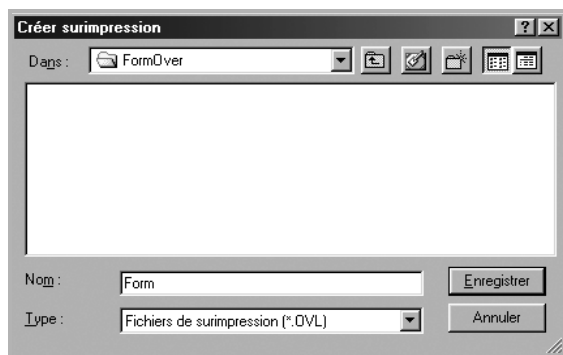 Créer surimpression
Dans : FormOver
Nom : Form Enregistrer
Type : Fichiers de surimpression (*.OVL) Annuler